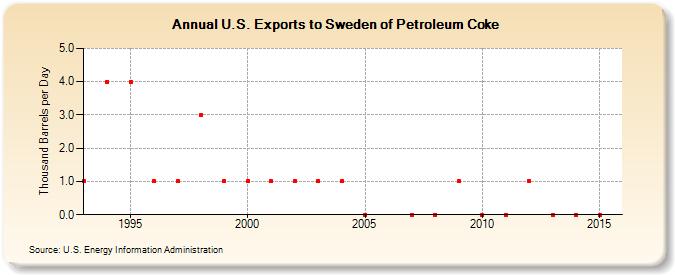 Annual U.S. Exports to Sweden of Petroleum Coke
Thousand Barrels per Day
5.0
4.0
3.0
2.0
1.0
0.0
1995 2000 2005 2010 2015
Source: U.S. Energy Information Administration